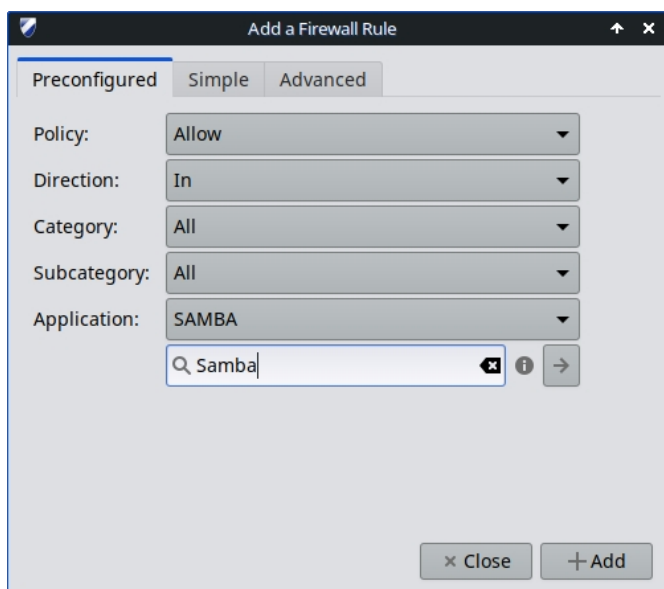 Add a Firewall Rule
Preconfigured Simple Advanced
Policy: Allow
Direction: In
Category: All
Subcategory: All
Application: SAMBA
Samba
Close Add